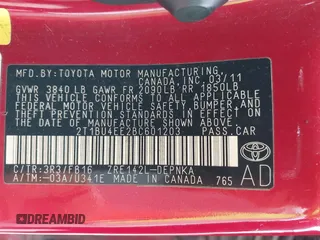 MFD.BY:TOYOTA MOTOR MANUFACTURING,
CANADA INC. 03/11
GVWR 3840LB GAWR FR 2090LB RR 1850LB
THIS VEHICLE CONFORMS TO ALL APPLICABLE
FEDERAL MOTOR VEHICLE SAFETY, BUMPER, AND
THEFT PREVENTION STANDARDS IN EFFECT ON
THE DATE OF MANUFACTURE SHOWN ABOVE.
2T1BU4EE2BC601203 PASS.CAR
C/TR:3R3/FB16 ZRE142L-DEPNKA
A/TM:-03A/U341E MADE IN CANADA 765
AD
DREAMBID